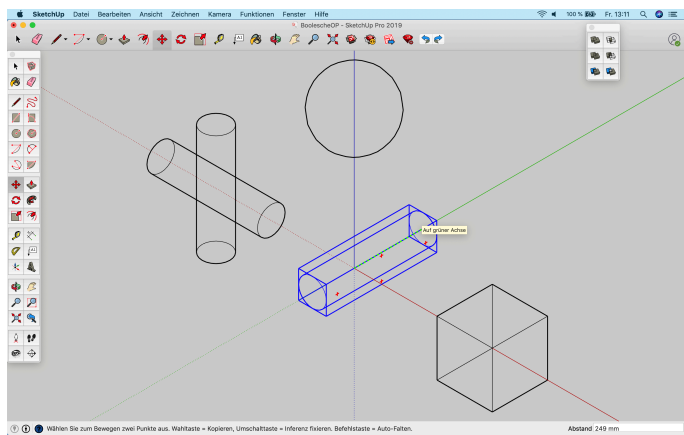 SketchUp Datei Bearbeiten Ansicht Zeichnen Kamera Funktionen Fenster Hilfe 100 % Fr. 13:11
BoolescheOP - SketchUp Pro 2019
Auf grüner Achse
Wählen Sie zum Bewegen zwei Punkte aus. Wahltaste = Kopieren, Umschalttaste = Inferenz fixieren. Befehlstaste = Auto-Falten. Abstand 249 mm